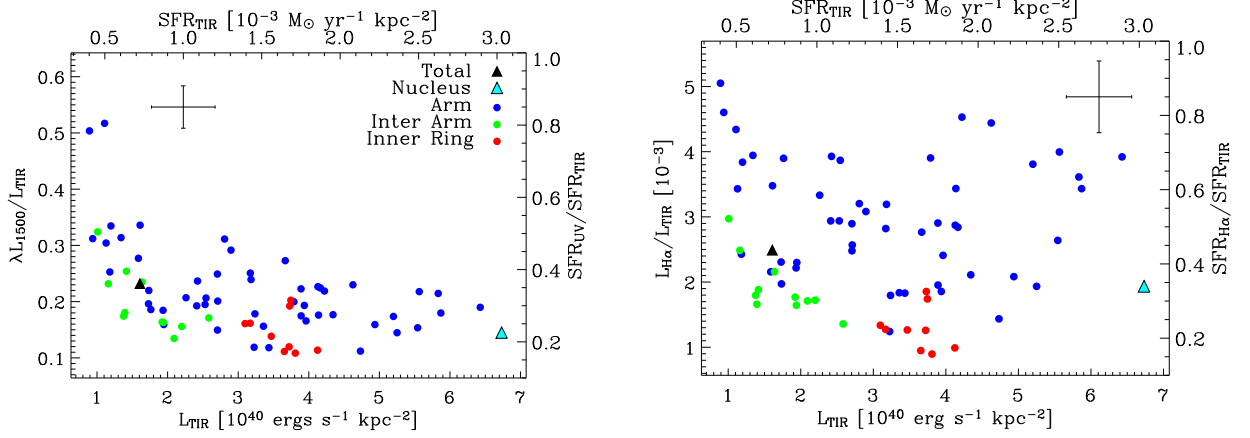 SFR_TIR [10^-3 M⊙ yr^-1 kpc^-2]
0.5 1.0 1.5 2.0 2.5 3.0
Total
Nucleus
Arm
Inter Arm
Inner Ring
λL_1500/L_TIR
0.6
0.5
0.4
0.3
0.2
0.1
SFR_UV/SFR_TIR
1.0
0.8
0.6
0.4
0.2
1 2 3 4 5 6 7
L_TIR [10^40 ergs s^-1 kpc^-2]
SFR_TIR [10^-3 M⊙ yr^-1 kpc^-2]
0.5 1.0 1.5 2.0 2.5 3.0
L_Hα/L_TIR [10^-3]
5
4
3
2
1
SFR_Hα/SFR_TIR
1.0
0.8
0.6
0.4
0.2
1 2 3 4 5 6 7
L_TIR [10^40 erg s^-1 kpc^-2]